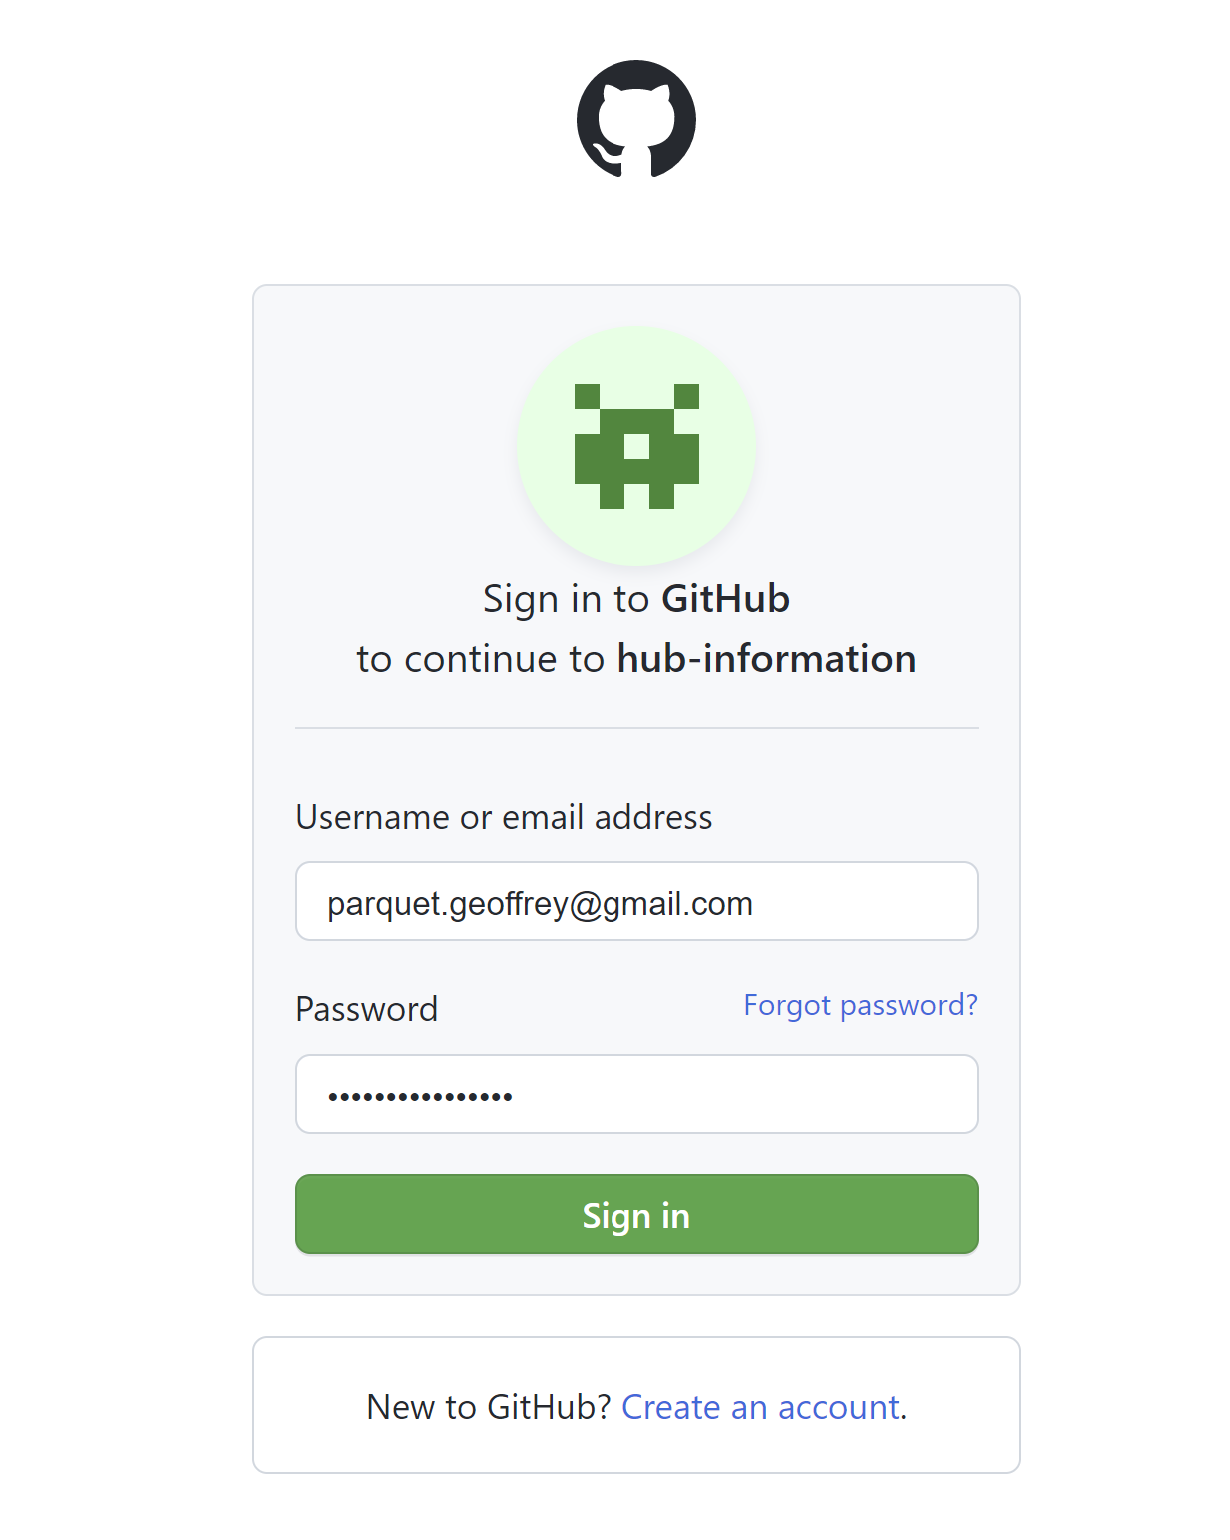 Sign in to GitHub
to continue to hub-information
Username or email address
parquet.geoffrey@gmail.com
Password
Forgot password?
••••••••••••••••
Sign in
New to GitHub? Create an account.